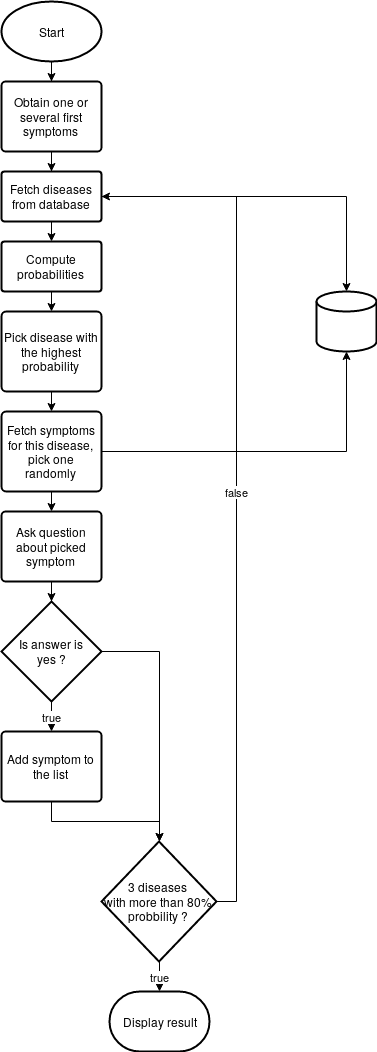 Start
Obtain one or
several first
symptoms
Fetch diseases
from database
Compute
probabilities
Pick disease with
the highest
probability
Fetch symptoms
for this disease,
pick one
randomly
false
Ask question
about picked
symptom
Is answer is
yes ?
true
Add symptom to
the list
3 diseases
with more than 80%
probbility ?
true
Display result